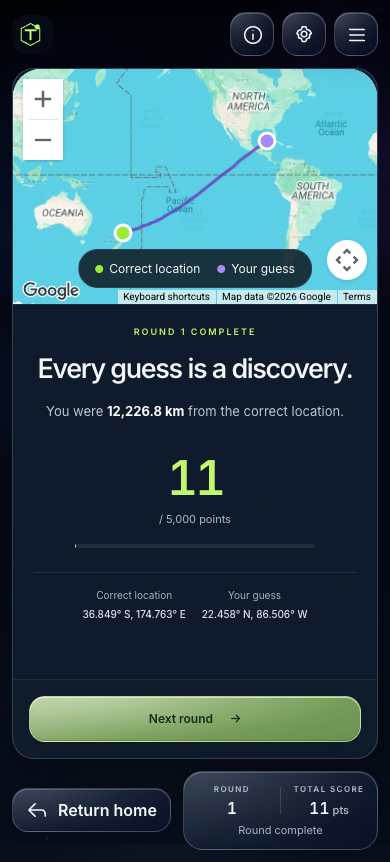 T
NORTH
AMERICA
Atlantic
Ocean
Pacific
Ocean
SOUTH
AMERICA
OCEANIA
Correct location
Your guess
Google
Keyboard shortcuts
Map data ©2026 Google
Terms
ROUND 1 COMPLETE
Every guess is a discovery.
You were 12,226.8 km from the correct location.
11
/ 5,000 points
Correct location
Your guess
36.849° S, 174.763° E
22.458° N, 86.506° W
Next round →
Return home
ROUND
TOTAL SCORE
1
11 pts
Round complete